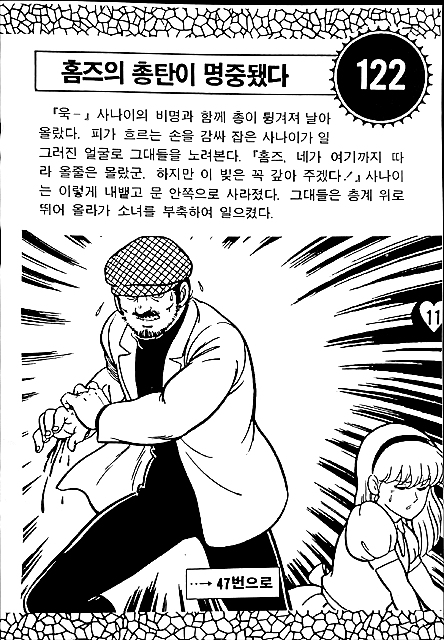 홈즈의 총탄이 명중됐다
122
『욱-』 사나이의 비명과 함께 총이 튕겨져 날아
올랐다. 피가 흐르는 손을 감싸 잡은 사나이가 일
그러진 얼굴로 그대들을 노려본다. 『홈즈, 네가 여기까지 따
라 올줄은 몰랐군. 하지만 이 빚은 꼭 갚아 주겠다!』 사나이
는 이렇게 내뱉고 문 안쪽으로 사라졌다. 그대들은 층계 위로
뛰어 올라가 소녀를 부축하여 일으켰다.
11
···→ 47번으로